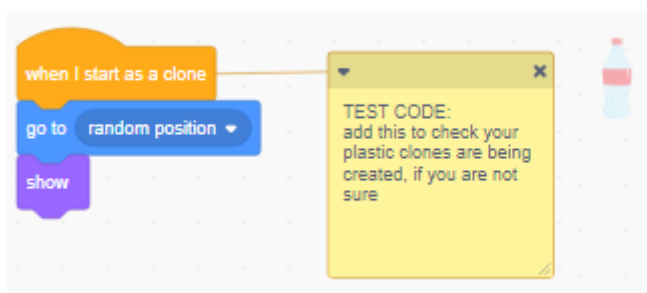 when I start as a clone
go to random position
show
TEST CODE:
add this to check your
plastic clones are being
created, if you are not
sure